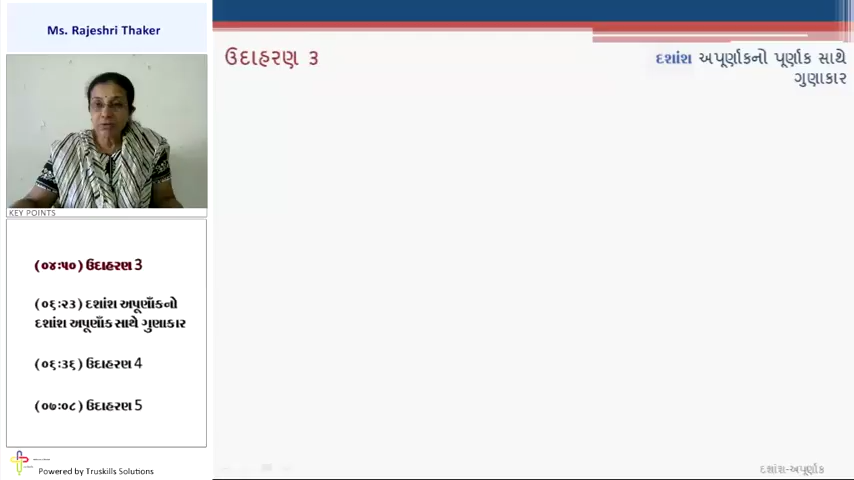 Ms. Rajeshri Thaker
ઉદાહરણ 3
દશાંશ અપૂર્ણાંકનો પૂર્ણાંક સાથે
ગુણાકાર
KEY POINTS
(૦૪:૫૦) ઉદાહરણ 3
(૦૬:૨૩) દશાંશ અપૂર્ણાંકનો
દશાંશ અપૂર્ણાંક સાથે ગુણાકાર
(૦૬:૩૬) ઉદાહરણ 4
(૦૭:૦૮) ઉદાહરણ 5
Powered by Truskills Solutions
દશાંશ-અપૂર્ણાંક